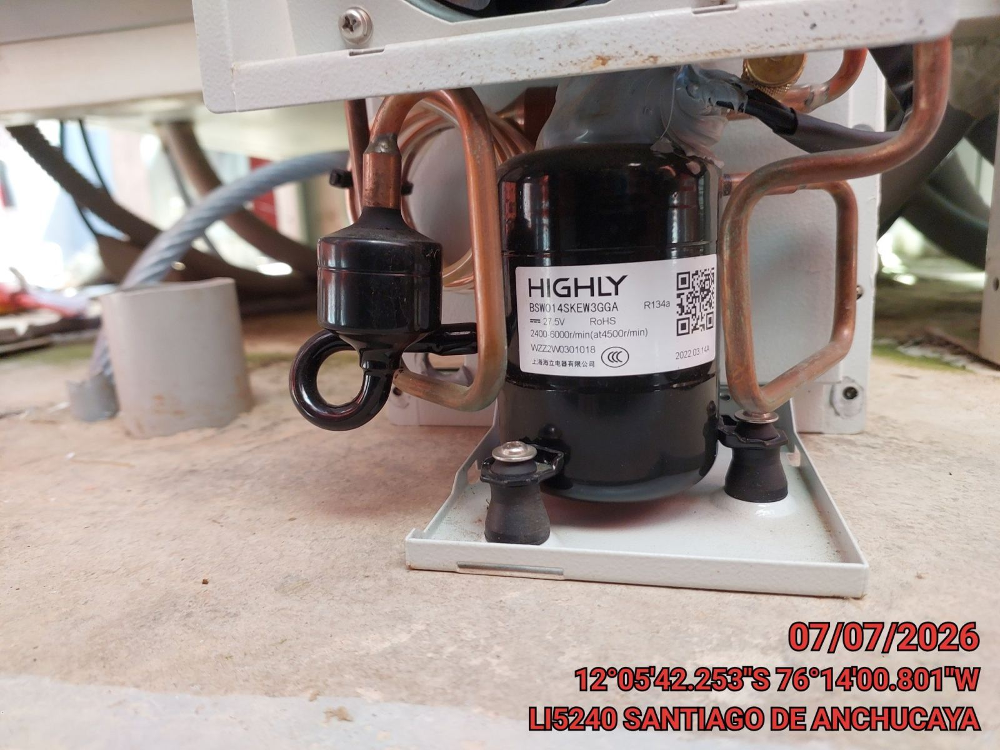 HIGHLY
BSW014SKEW3GGA R134a
27.5V RoHS
2400-6000r/min(at4500r/min)
WZZ2W0301018
上海海立电器有限公司 CCC
2022.03.14A
07/07/2026
12°05'42.253"S 76°14'00.801"W
LI5240 SANTIAGO DE ANCHUCAYA